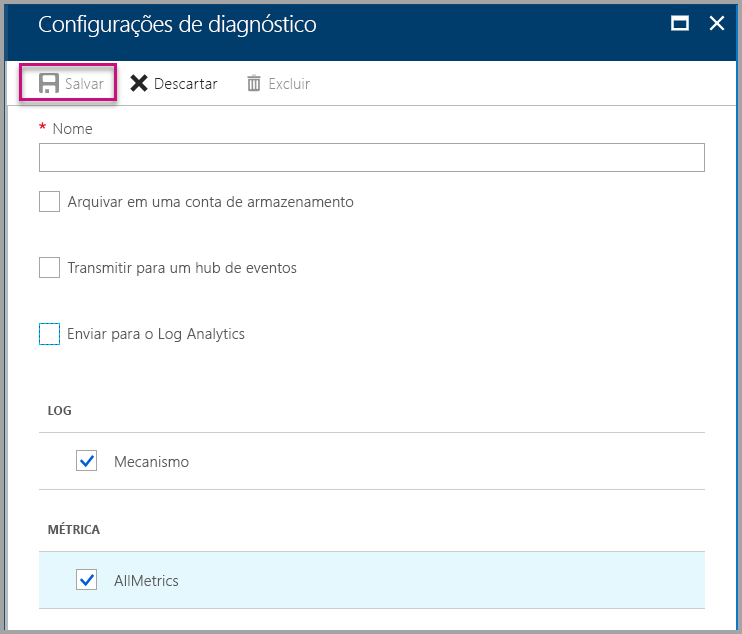 Configurações de diagnóstico
Salvar Descartar Excluir
* Nome
Arquivar em uma conta de armazenamento
Transmitir para um hub de eventos
Enviar para o Log Analytics
LOG
Mecanismo
MÉTRICA
AllMetrics